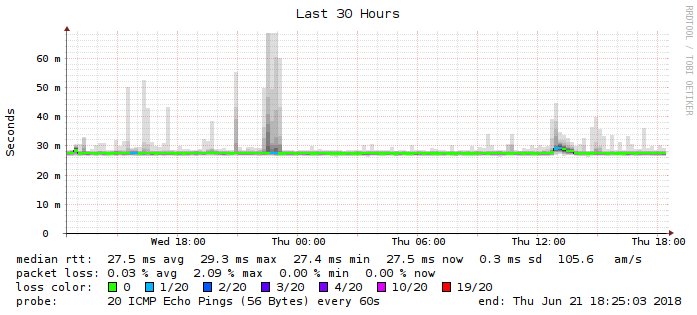 Last 30 Hours
RRDTOOL / TOBI OETIKER
Seconds
60 m
50 m
40 m
30 m
20 m
10 m
0
Wed 18:00 Thu 00:00 Thu 06:00 Thu 12:00 Thu 18:00
median rtt: 27.5 ms avg 29.3 ms max 27.4 ms min 27.5 ms now 0.3 ms sd 105.6 am/s
packet loss: 0.03 % avg 2.09 % max 0.00 % min 0.00 % now
loss color: 0 1/20 2/20 3/20 4/20 10/20 19/20
probe: 20 ICMP Echo Pings (56 Bytes) every 60s end: Thu Jun 21 18:25:03 2018